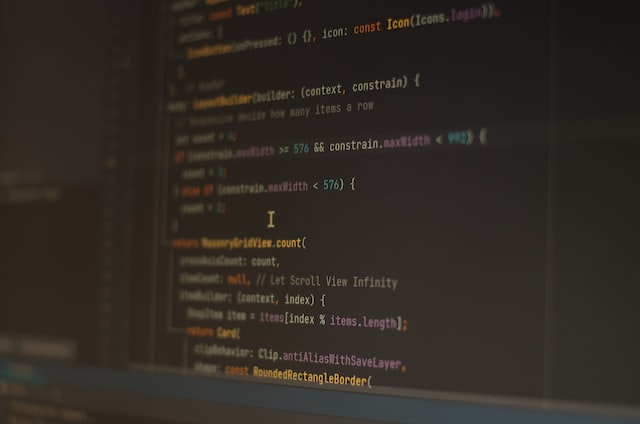 title: const Text("Title"),
actions: [
IconButton(onPressed: () {}, icon: const Icon(Icons.login)),
],
// Header
body: LayoutBuilder(builder: (context, constrain) {
// Responsive decide how many items a row
int count = 4;
if (constrain.maxWidth >= 576 && constrain.maxWidth < 992) {
count = 3;
} else if (constrain.maxWidth < 576) {
count = 2;
}
return MasonryGridView.count(
crossAxisCount: count,
itemCount: null, // Let Scroll View Infinity
itemBuilder: (context, index) {
ShopItem item = items[index % items.length];
return Card(
clipBehavior: Clip.antiAliasWithSaveLayer,
shape: const RoundedRectangleBorder(